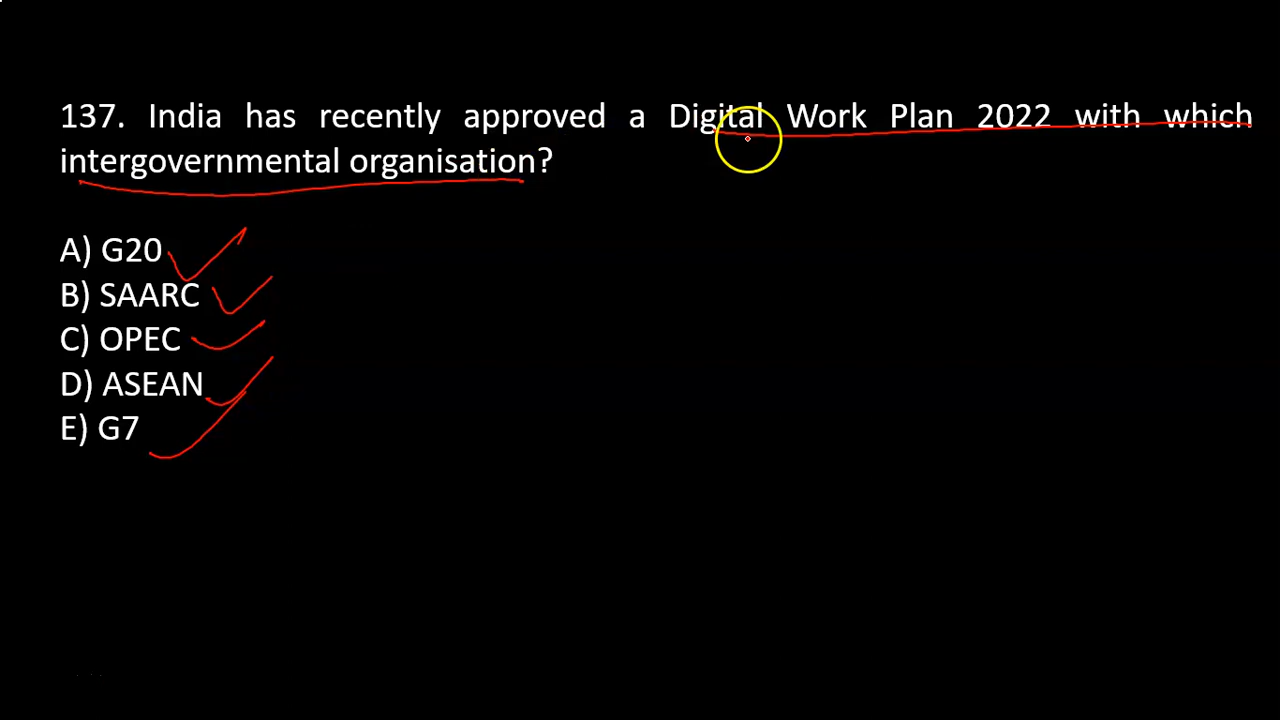 137. India has recently approved a Digital Work Plan 2022 with which
intergovernmental organisation?
A) G20
B) SAARC
C) OPEC
D) ASEAN
E) G7